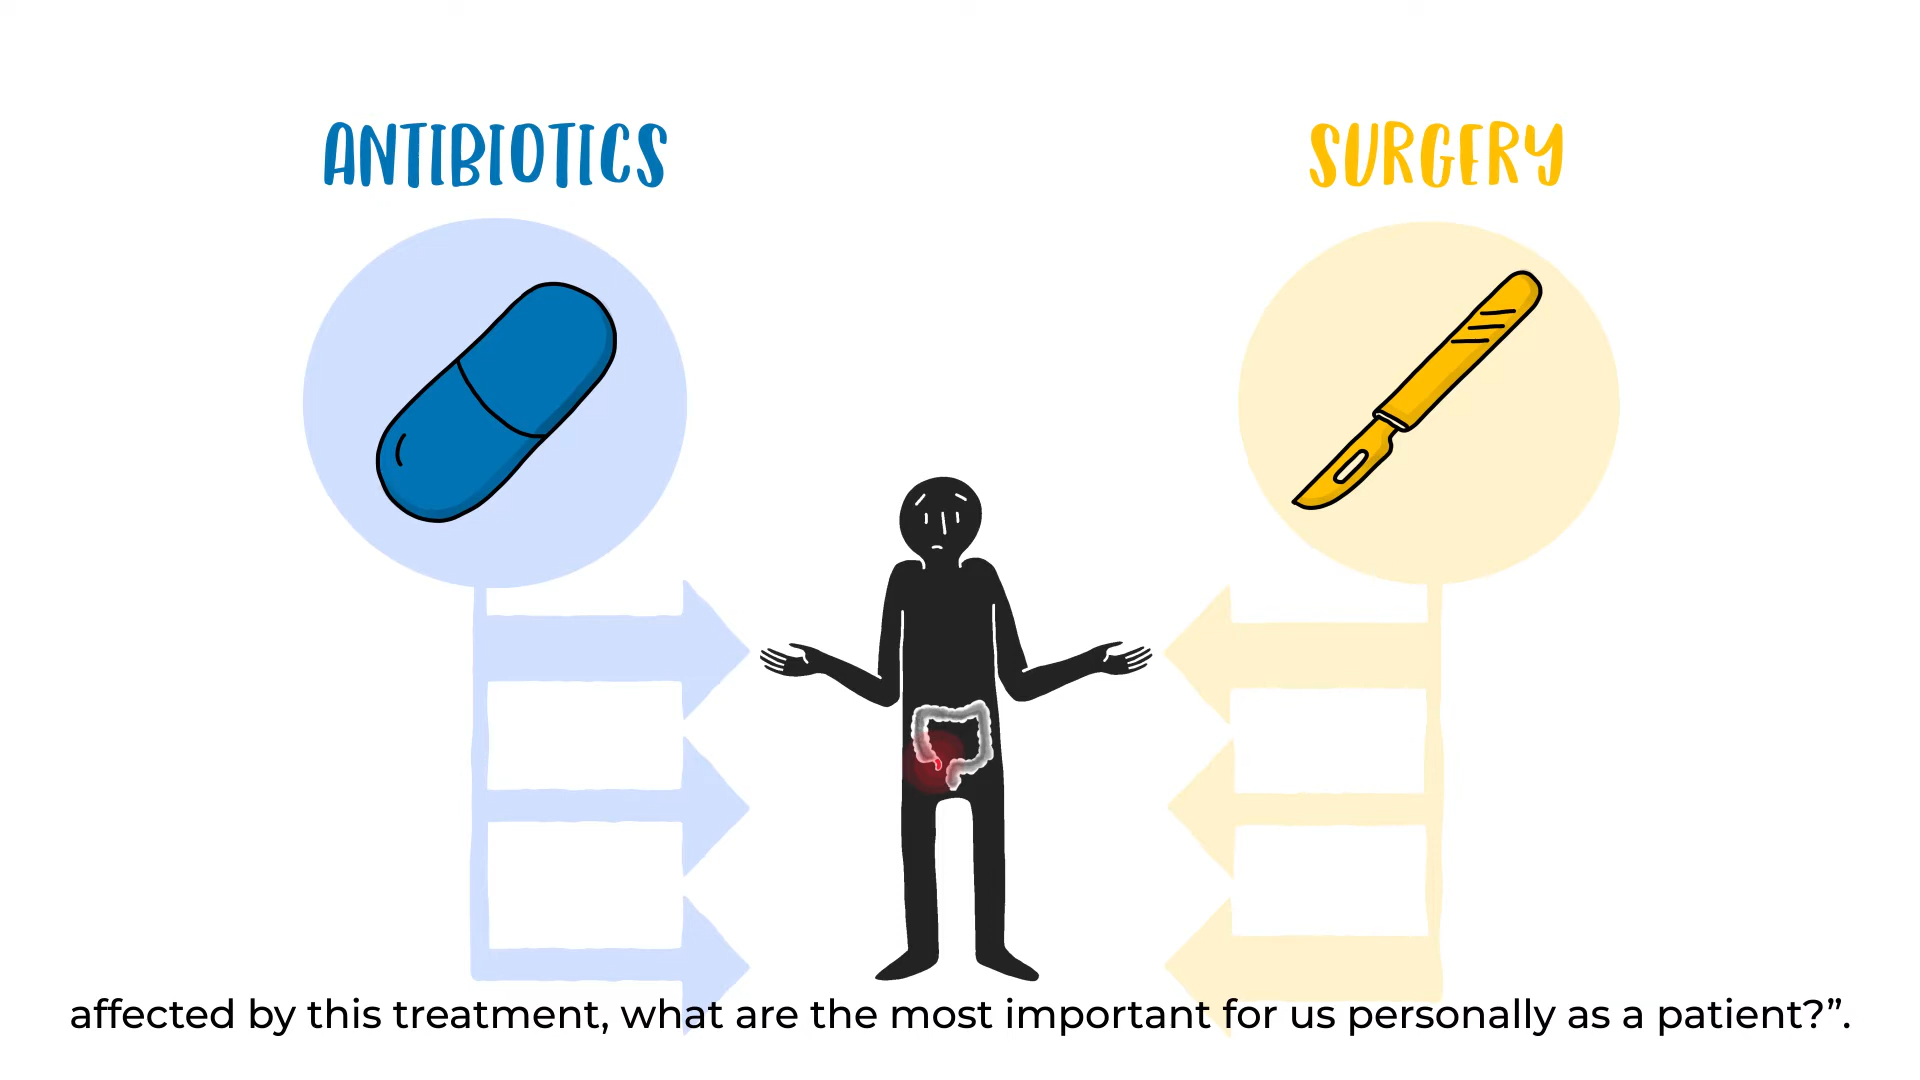 ANTIBIOTICS
SURGERY
affected by this treatment, what are the most important for us personally as a patient?”.